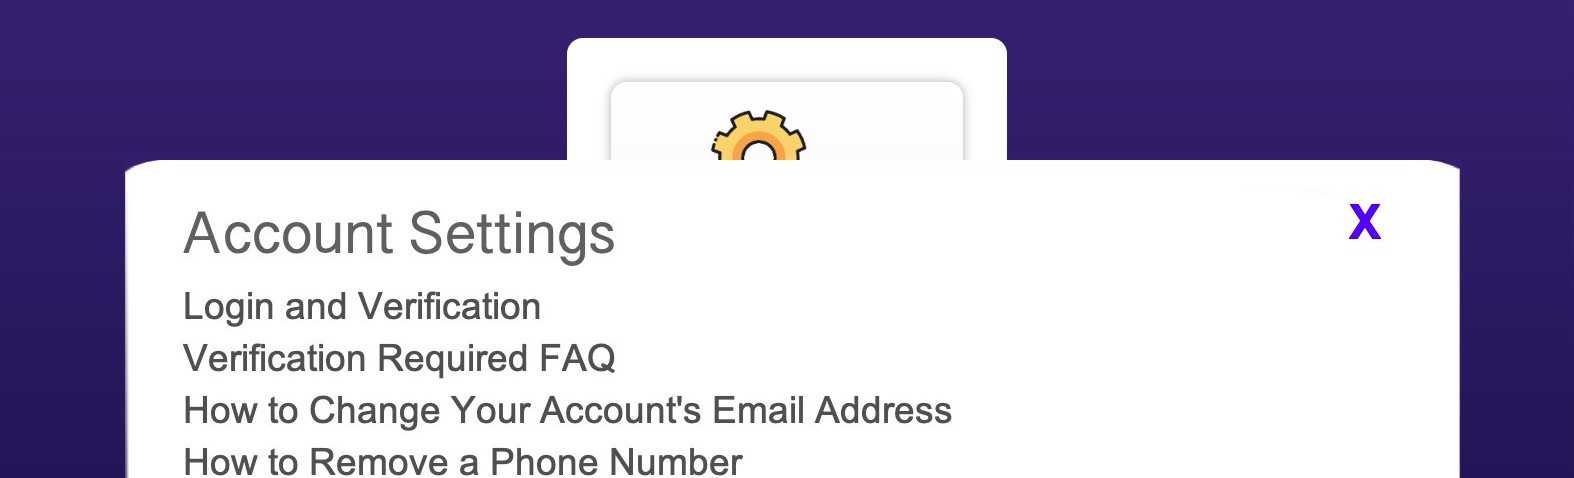 Account Settings
X
Login and Verification
Verification Required FAQ
How to Change Your Account's Email Address
How to Remove a Phone Number